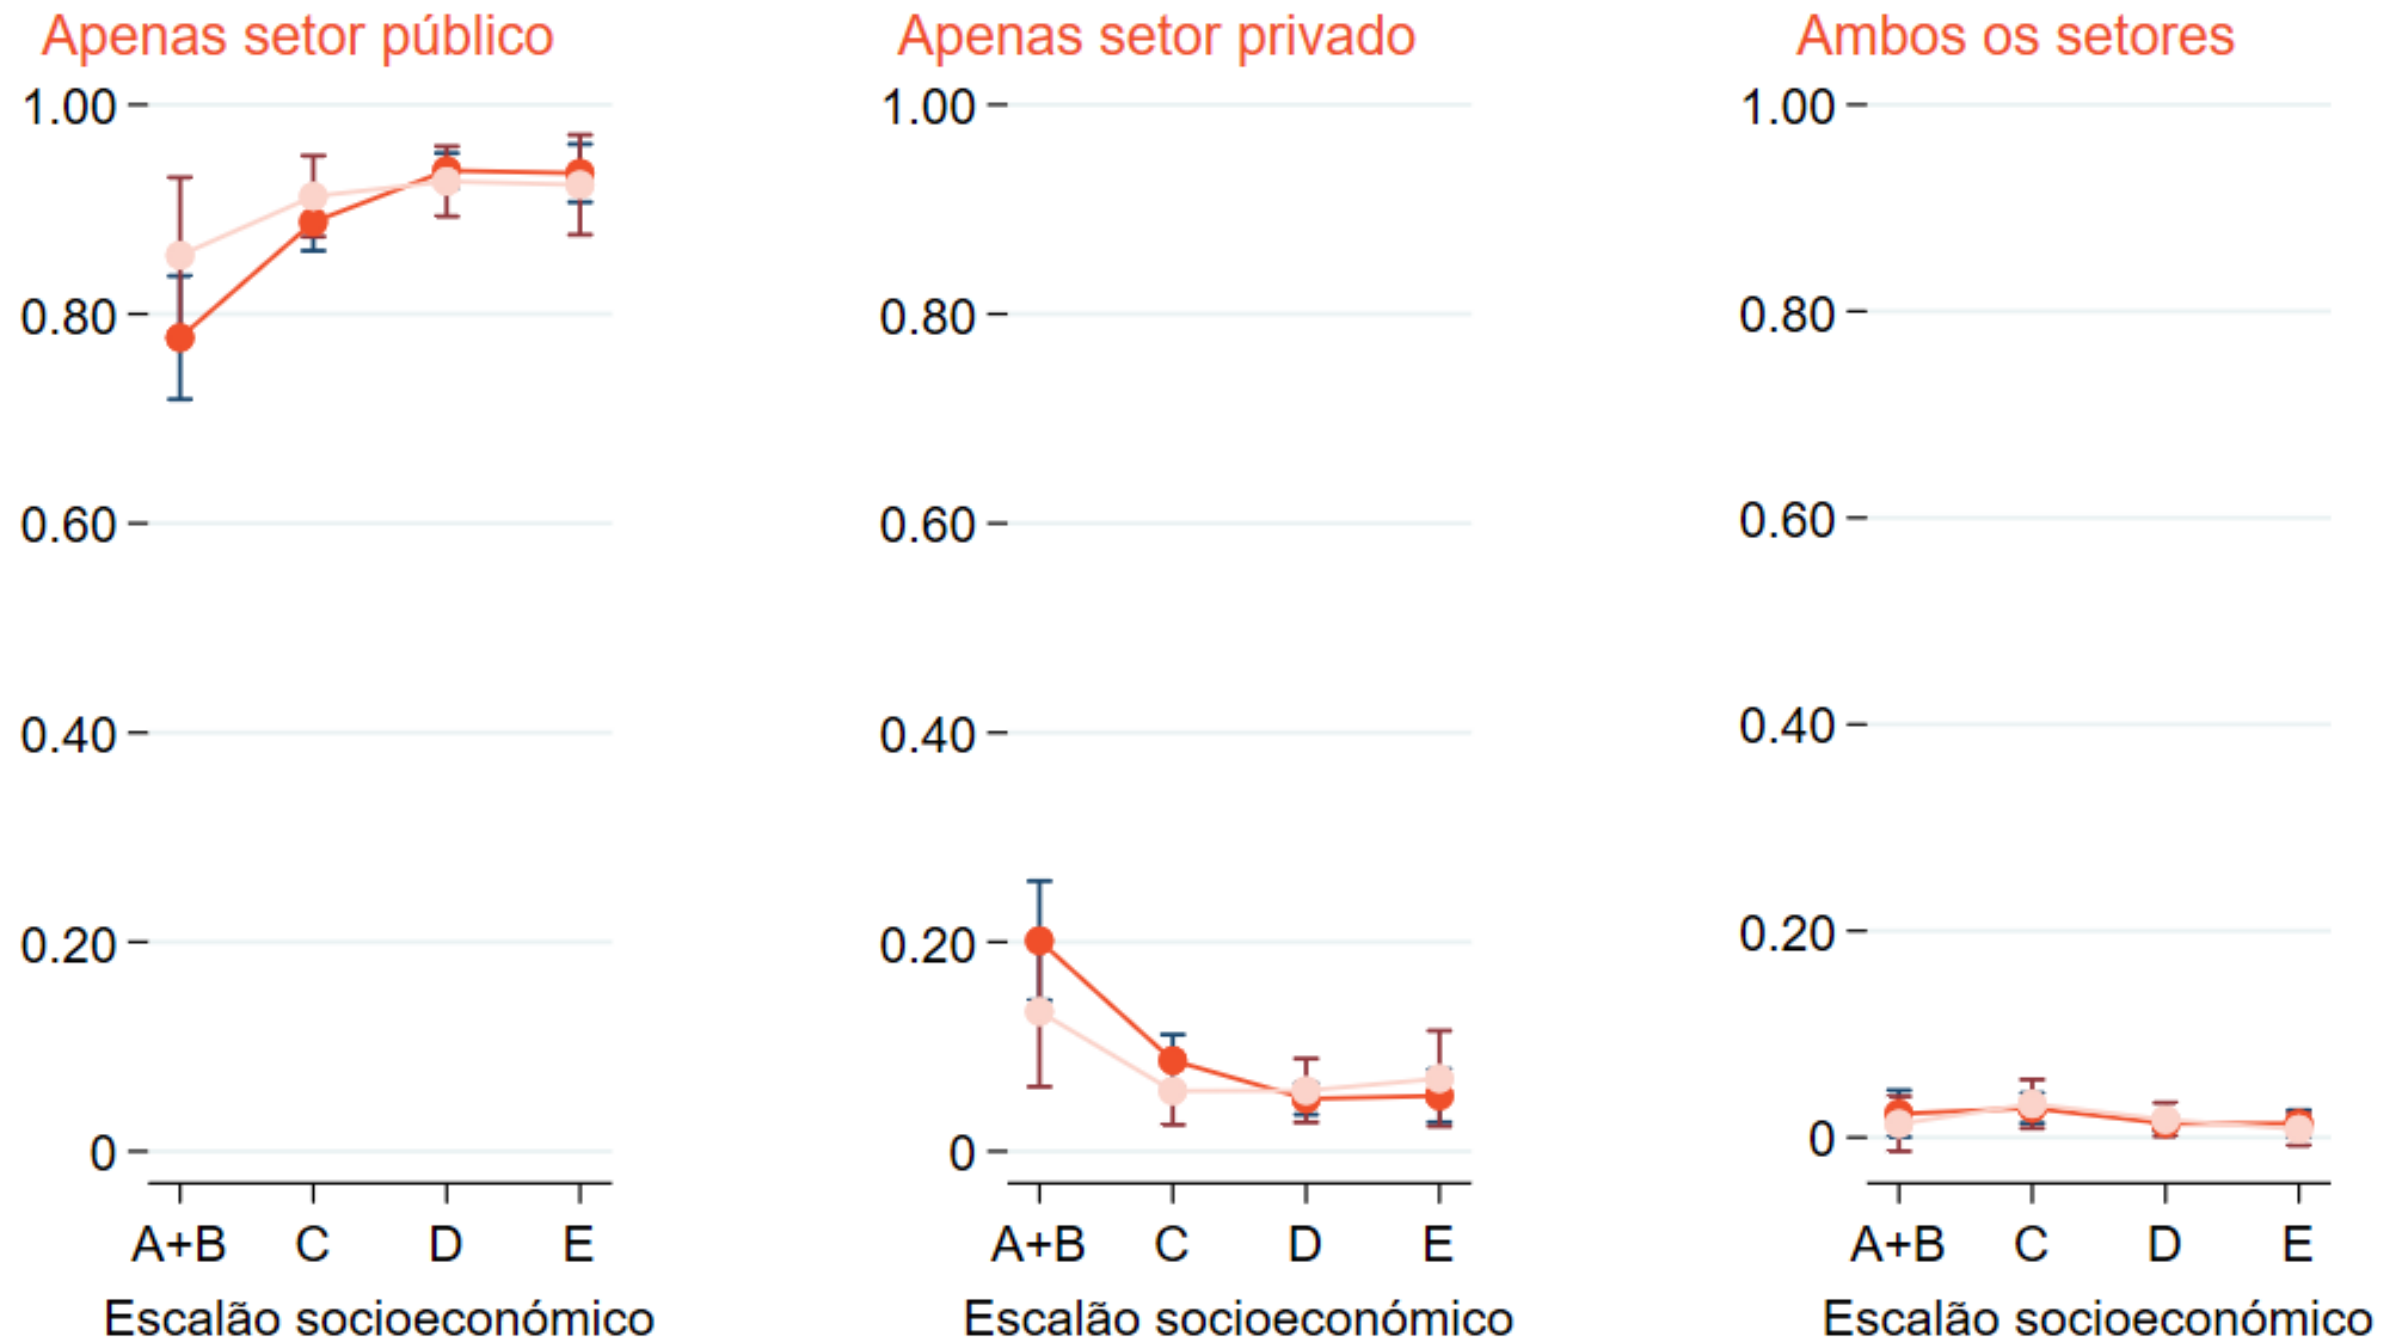 Apenas setor público
1.00
0.80
0.60
0.40
0.20
0
A+B C D E
Escalão socioeconómico
Apenas setor privado
1.00
0.80
0.60
0.40
0.20
0
A+B C D E
Escalão socioeconómico
Ambos os setores
1.00
0.80
0.60
0.40
0.20
0
A+B C D E
Escalão socioeconómico